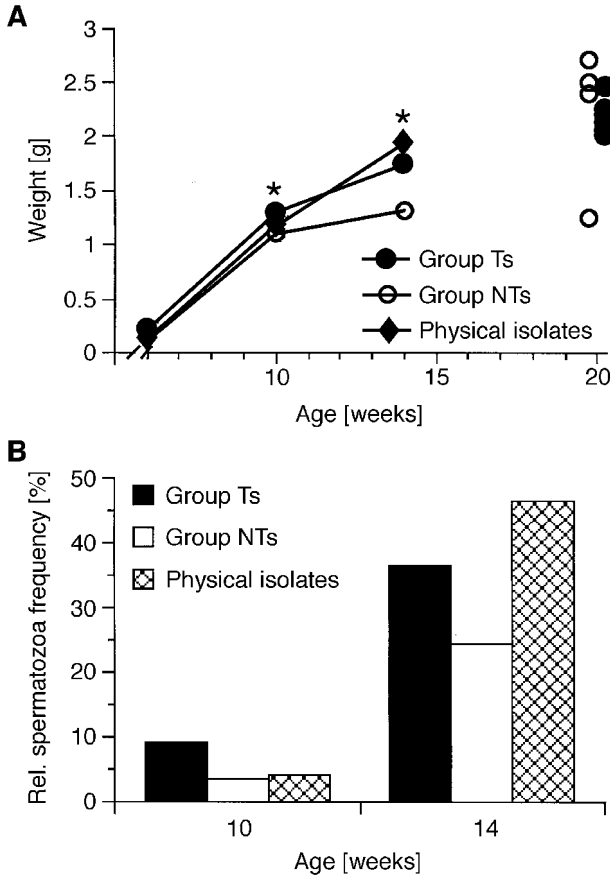 A
3
2.5
2
1.5
1
0.5
0
Weight [g]
*
*
Group Ts
Group NTs
Physical isolates
10
15
20
Age [weeks]
B
50
40
30
20
10
0
Rel. spermatozoa frequency [%]
Group Ts
Group NTs
Physical isolates
10
14
Age [weeks]